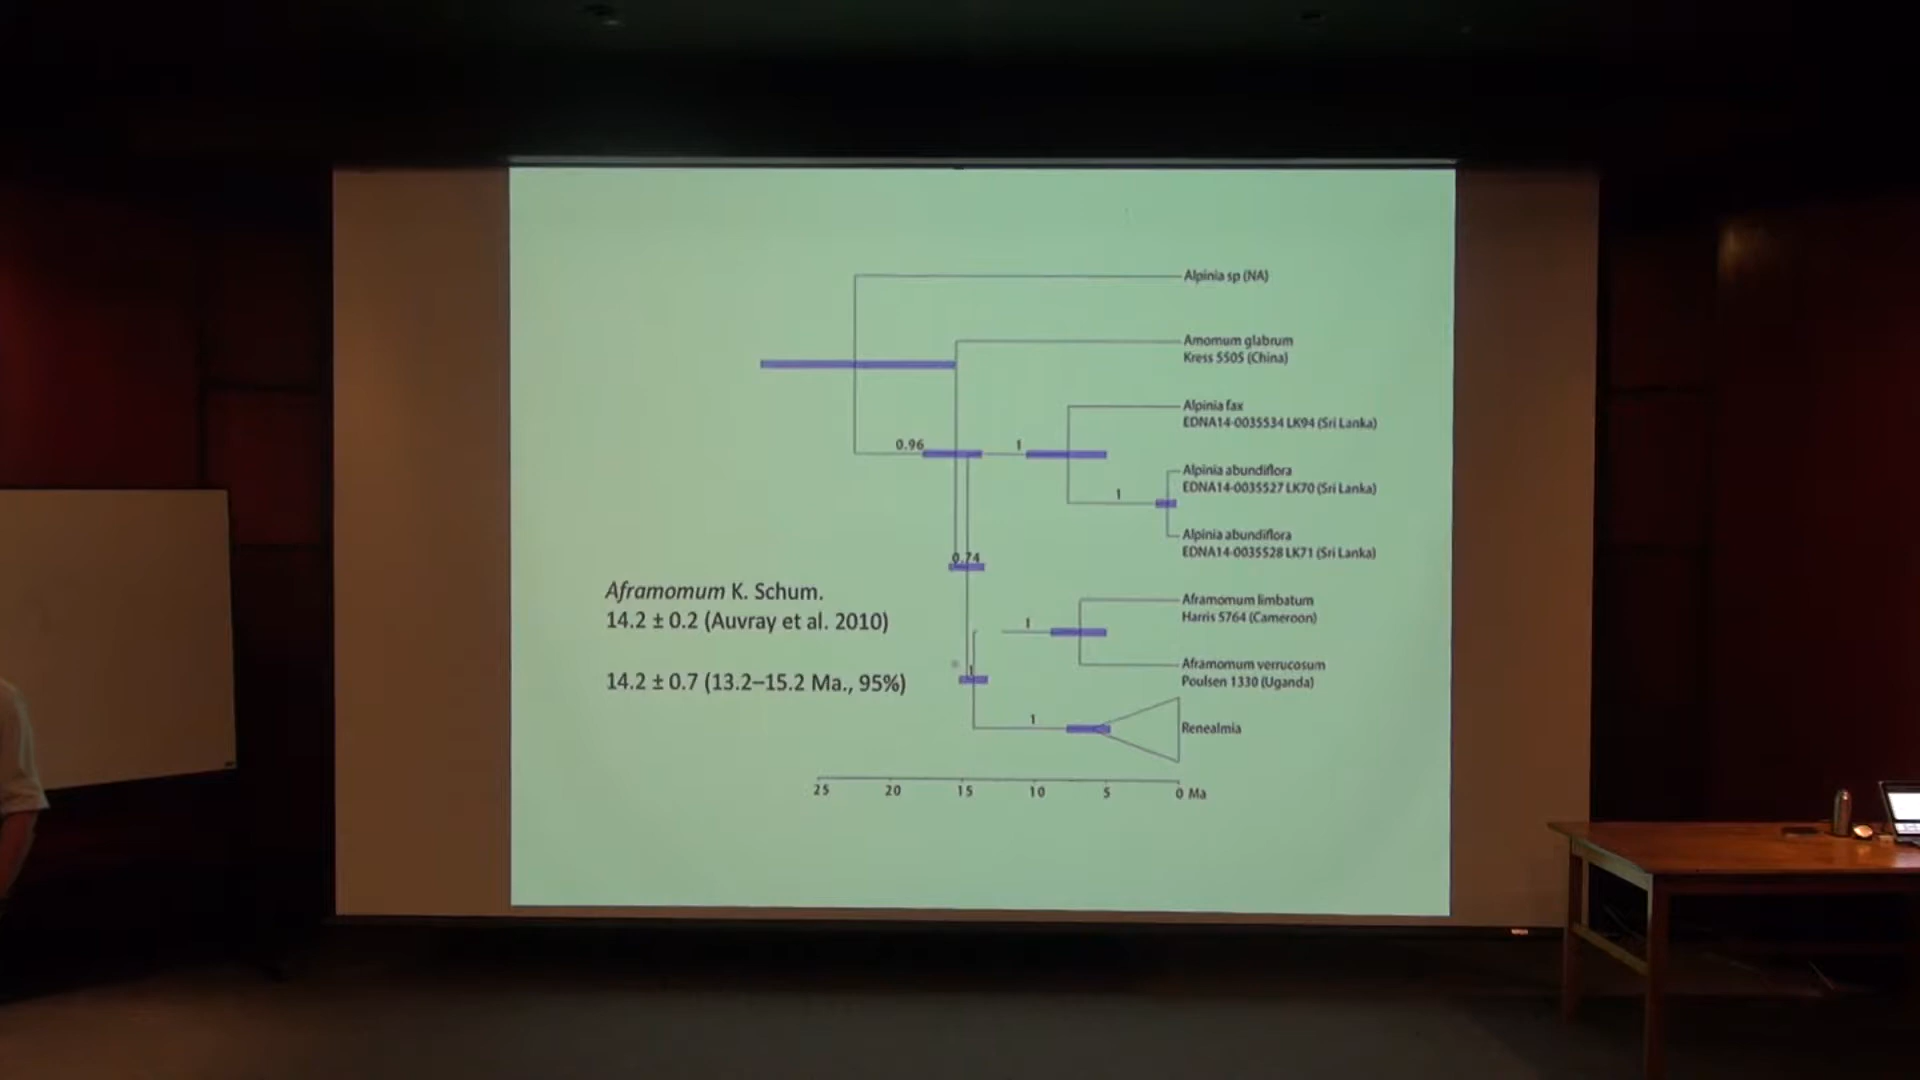 Alpinia sp (NA)
Amomum glabrum
Kress 5505 (China)
Alpinia fax
EDNA14-0035534 LK94 (Sri Lanka)
0.96
1
Alpinia abundiflora
EDNA14-0035527 LK70 (Sri Lanka)
1
Alpinia abundiflora
EDNA14-0035528 LK71 (Sri Lanka)
0.74
Aframomum K. Schum.
14.2 ± 0.2 (Auvray et al. 2010)
14.2 ± 0.7 (13.2–15.2 Ma., 95%)
Aframomum limbatum
Harris 5764 (Cameroon)
1
Aframomum verrucosum
Poulsen 1330 (Uganda)
1
1
Renealmia
25 20 15 10 5 0 Ma